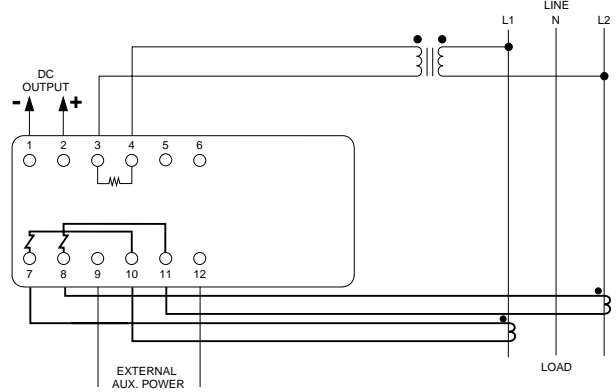 LINE
L1 N L2
DC
OUTPUT
- +
1 2 3 4 5 6
7 8 9 10 11 12
EXTERNAL
AUX. POWER
LOAD